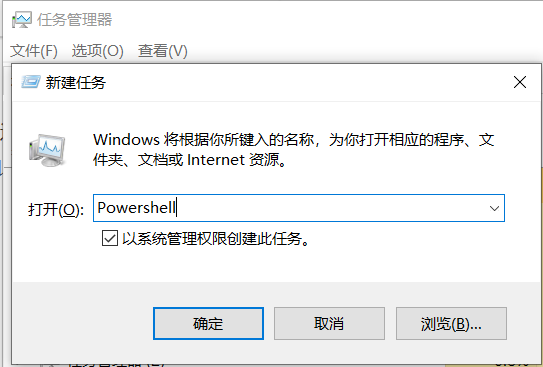 任务管理器
文件(F) 选项(O) 查看(V)
新建任务
Windows 将根据你所键入的名称，为你打开相应的程序、文
件夹、文档或 Internet 资源。
打开(O):
Powershell
以系统管理权限创建此任务。
确定
取消
浏览(B)...